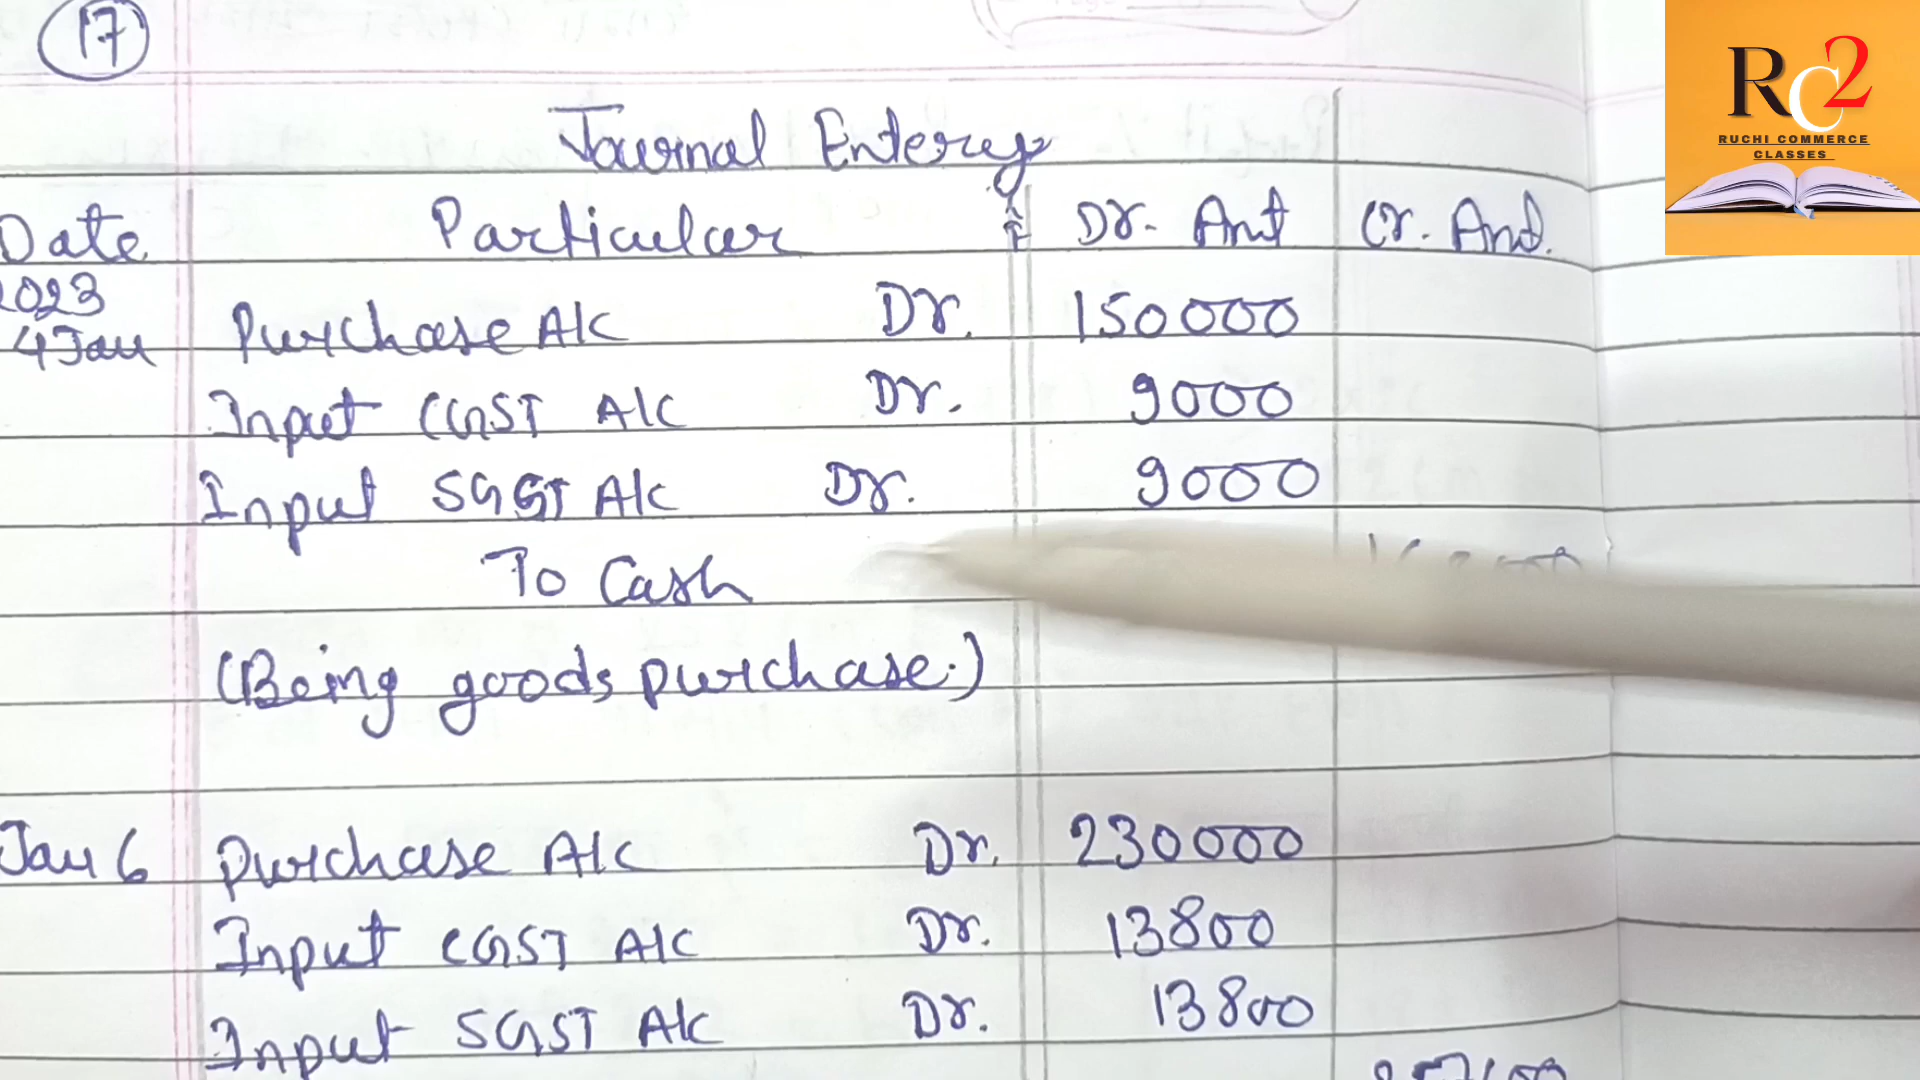 17
RC2
RUCHI COMMERCE
CLASSES
Journal Enterys
Date Particular Dr. Amt Cr. Amt.
2023
4 Jan Purchase A/c Dr. 150000
Input CGST A/c Dr. 9000
Input SGST A/c Dr. 9000
To Cash
(Being goods purchase.)
Jan 6 Purchase A/c Dr. 230000
Input CGST A/c Dr. 13800
Input SGST A/c Dr. 13800